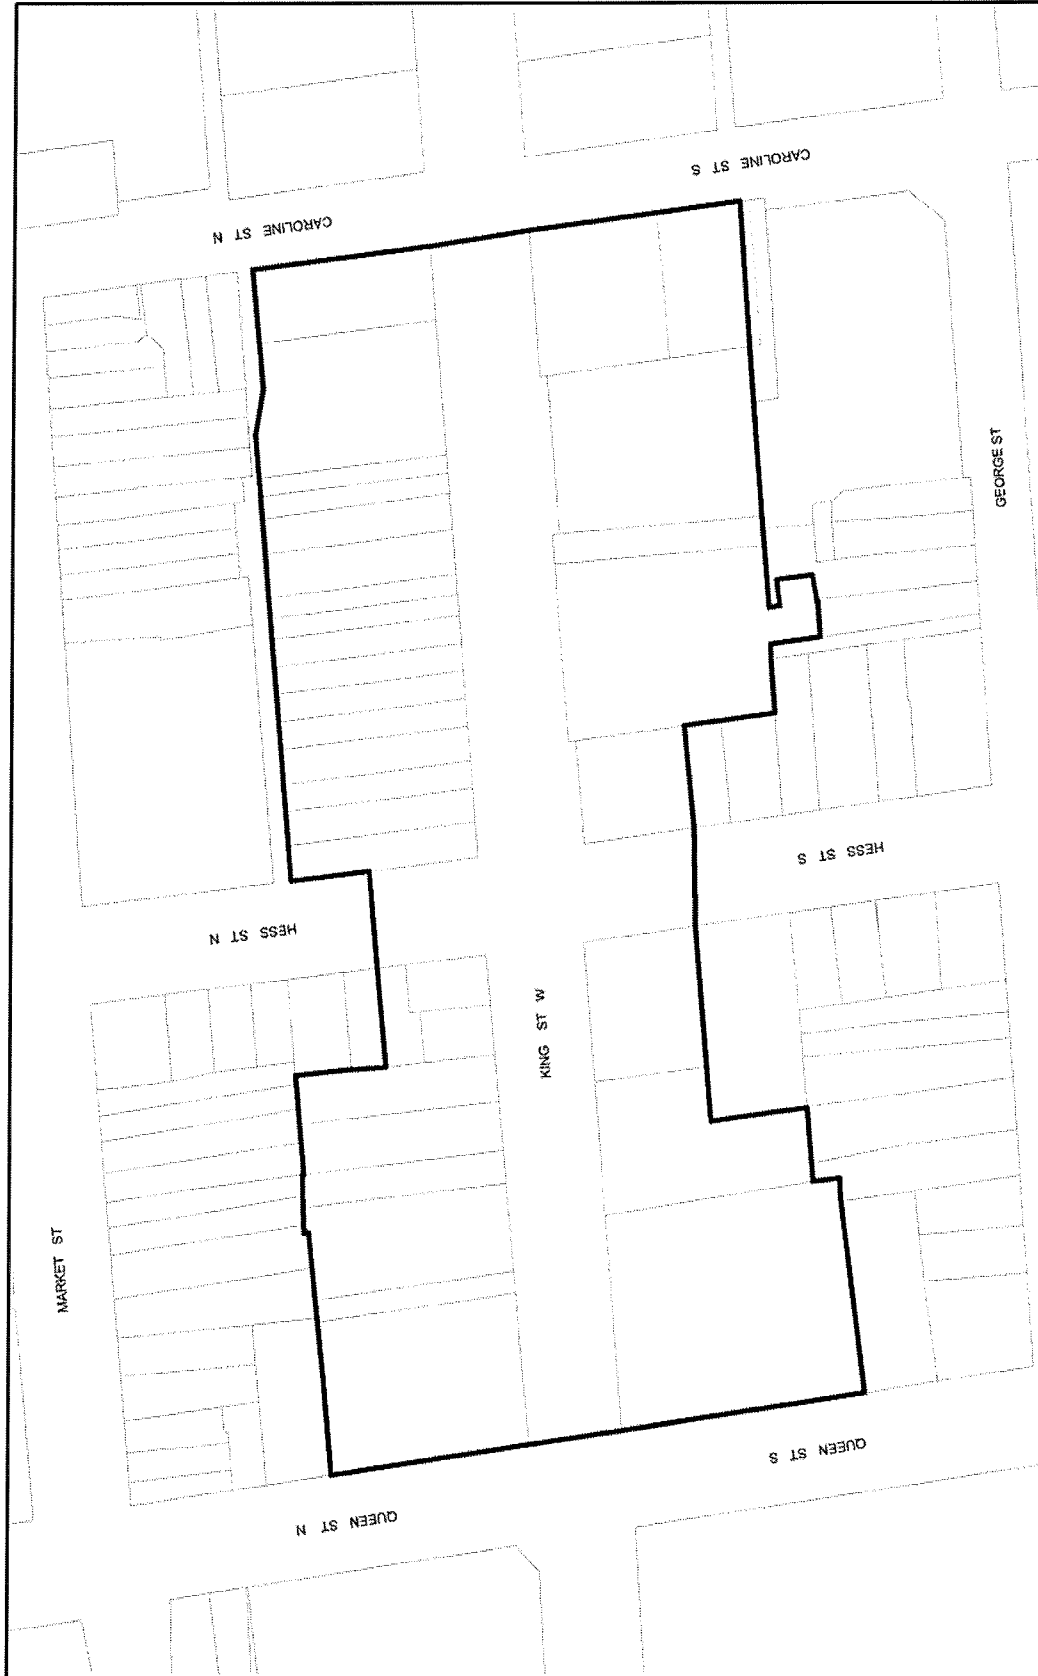 CAROLINE ST N
CAROLINE ST S
GEORGE ST
HESS ST N
HESS ST S
KING ST W
MARKET ST
QUEEN ST N
QUEEN ST S